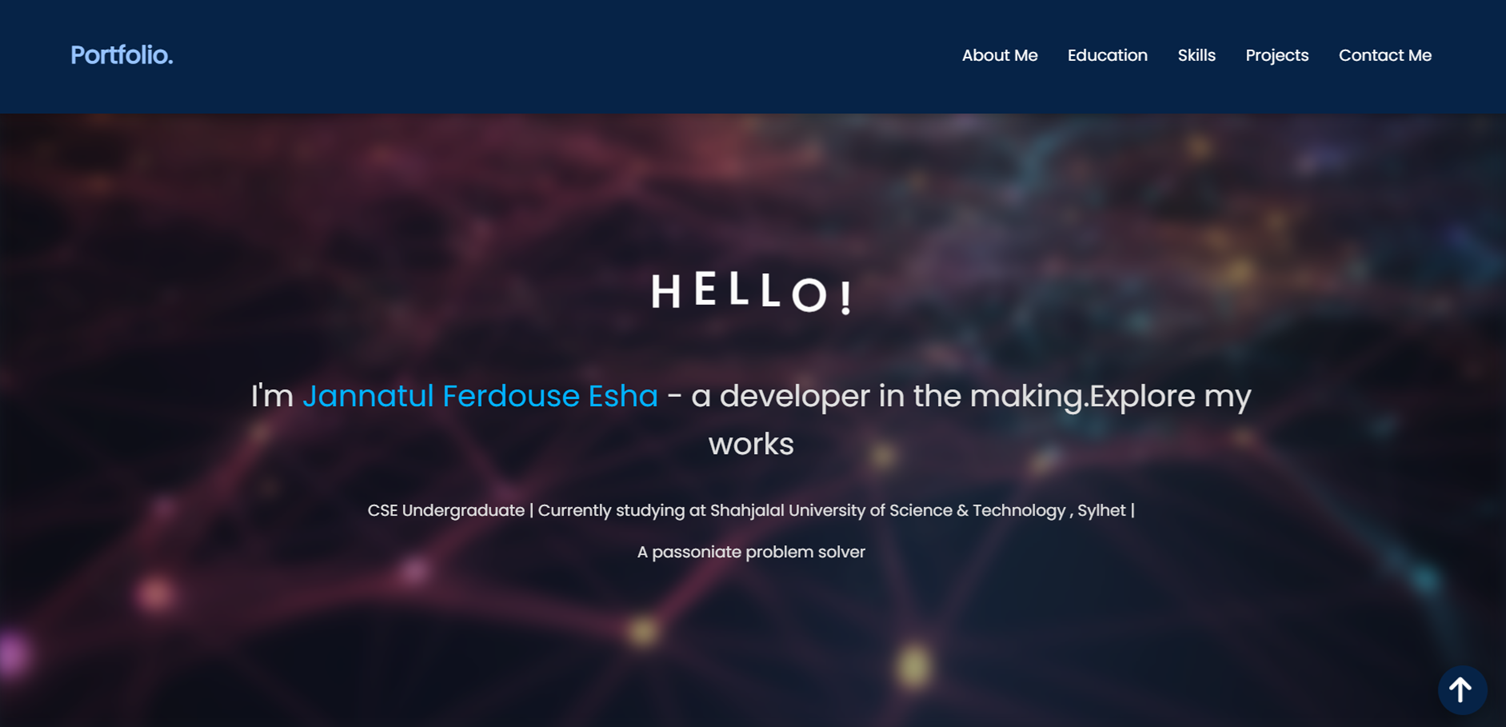 Portfolio.
About Me Education Skills Projects Contact Me
HELLO!
I'm Jannatul Ferdouse Esha - a developer in the making.Explore my
works
CSE Undergraduate | Currently studying at Shahjalal University of Science & Technology , Sylhet |
A passoniate problem solver